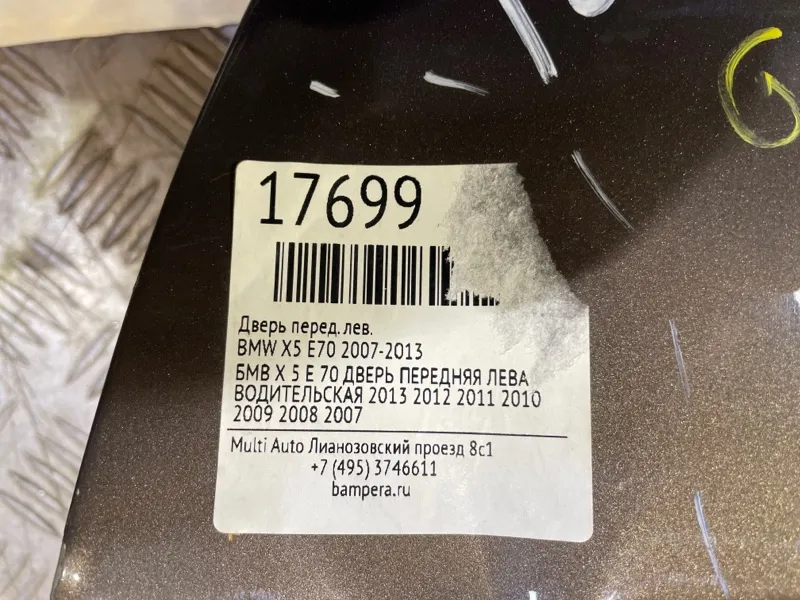 17699
Дверь перед. лев.
BMW X5 E70 2007-2013
БМВ Х 5 Е 70 ДВЕРЬ ПЕРЕДНЯЯ ЛЕВА
ВОДИТЕЛЬСКАЯ 2013 2012 2011 2010
2009 2008 2007
Multi Auto Лианозовский проезд 8с1
+7 (495) 3746611
bampera.ru